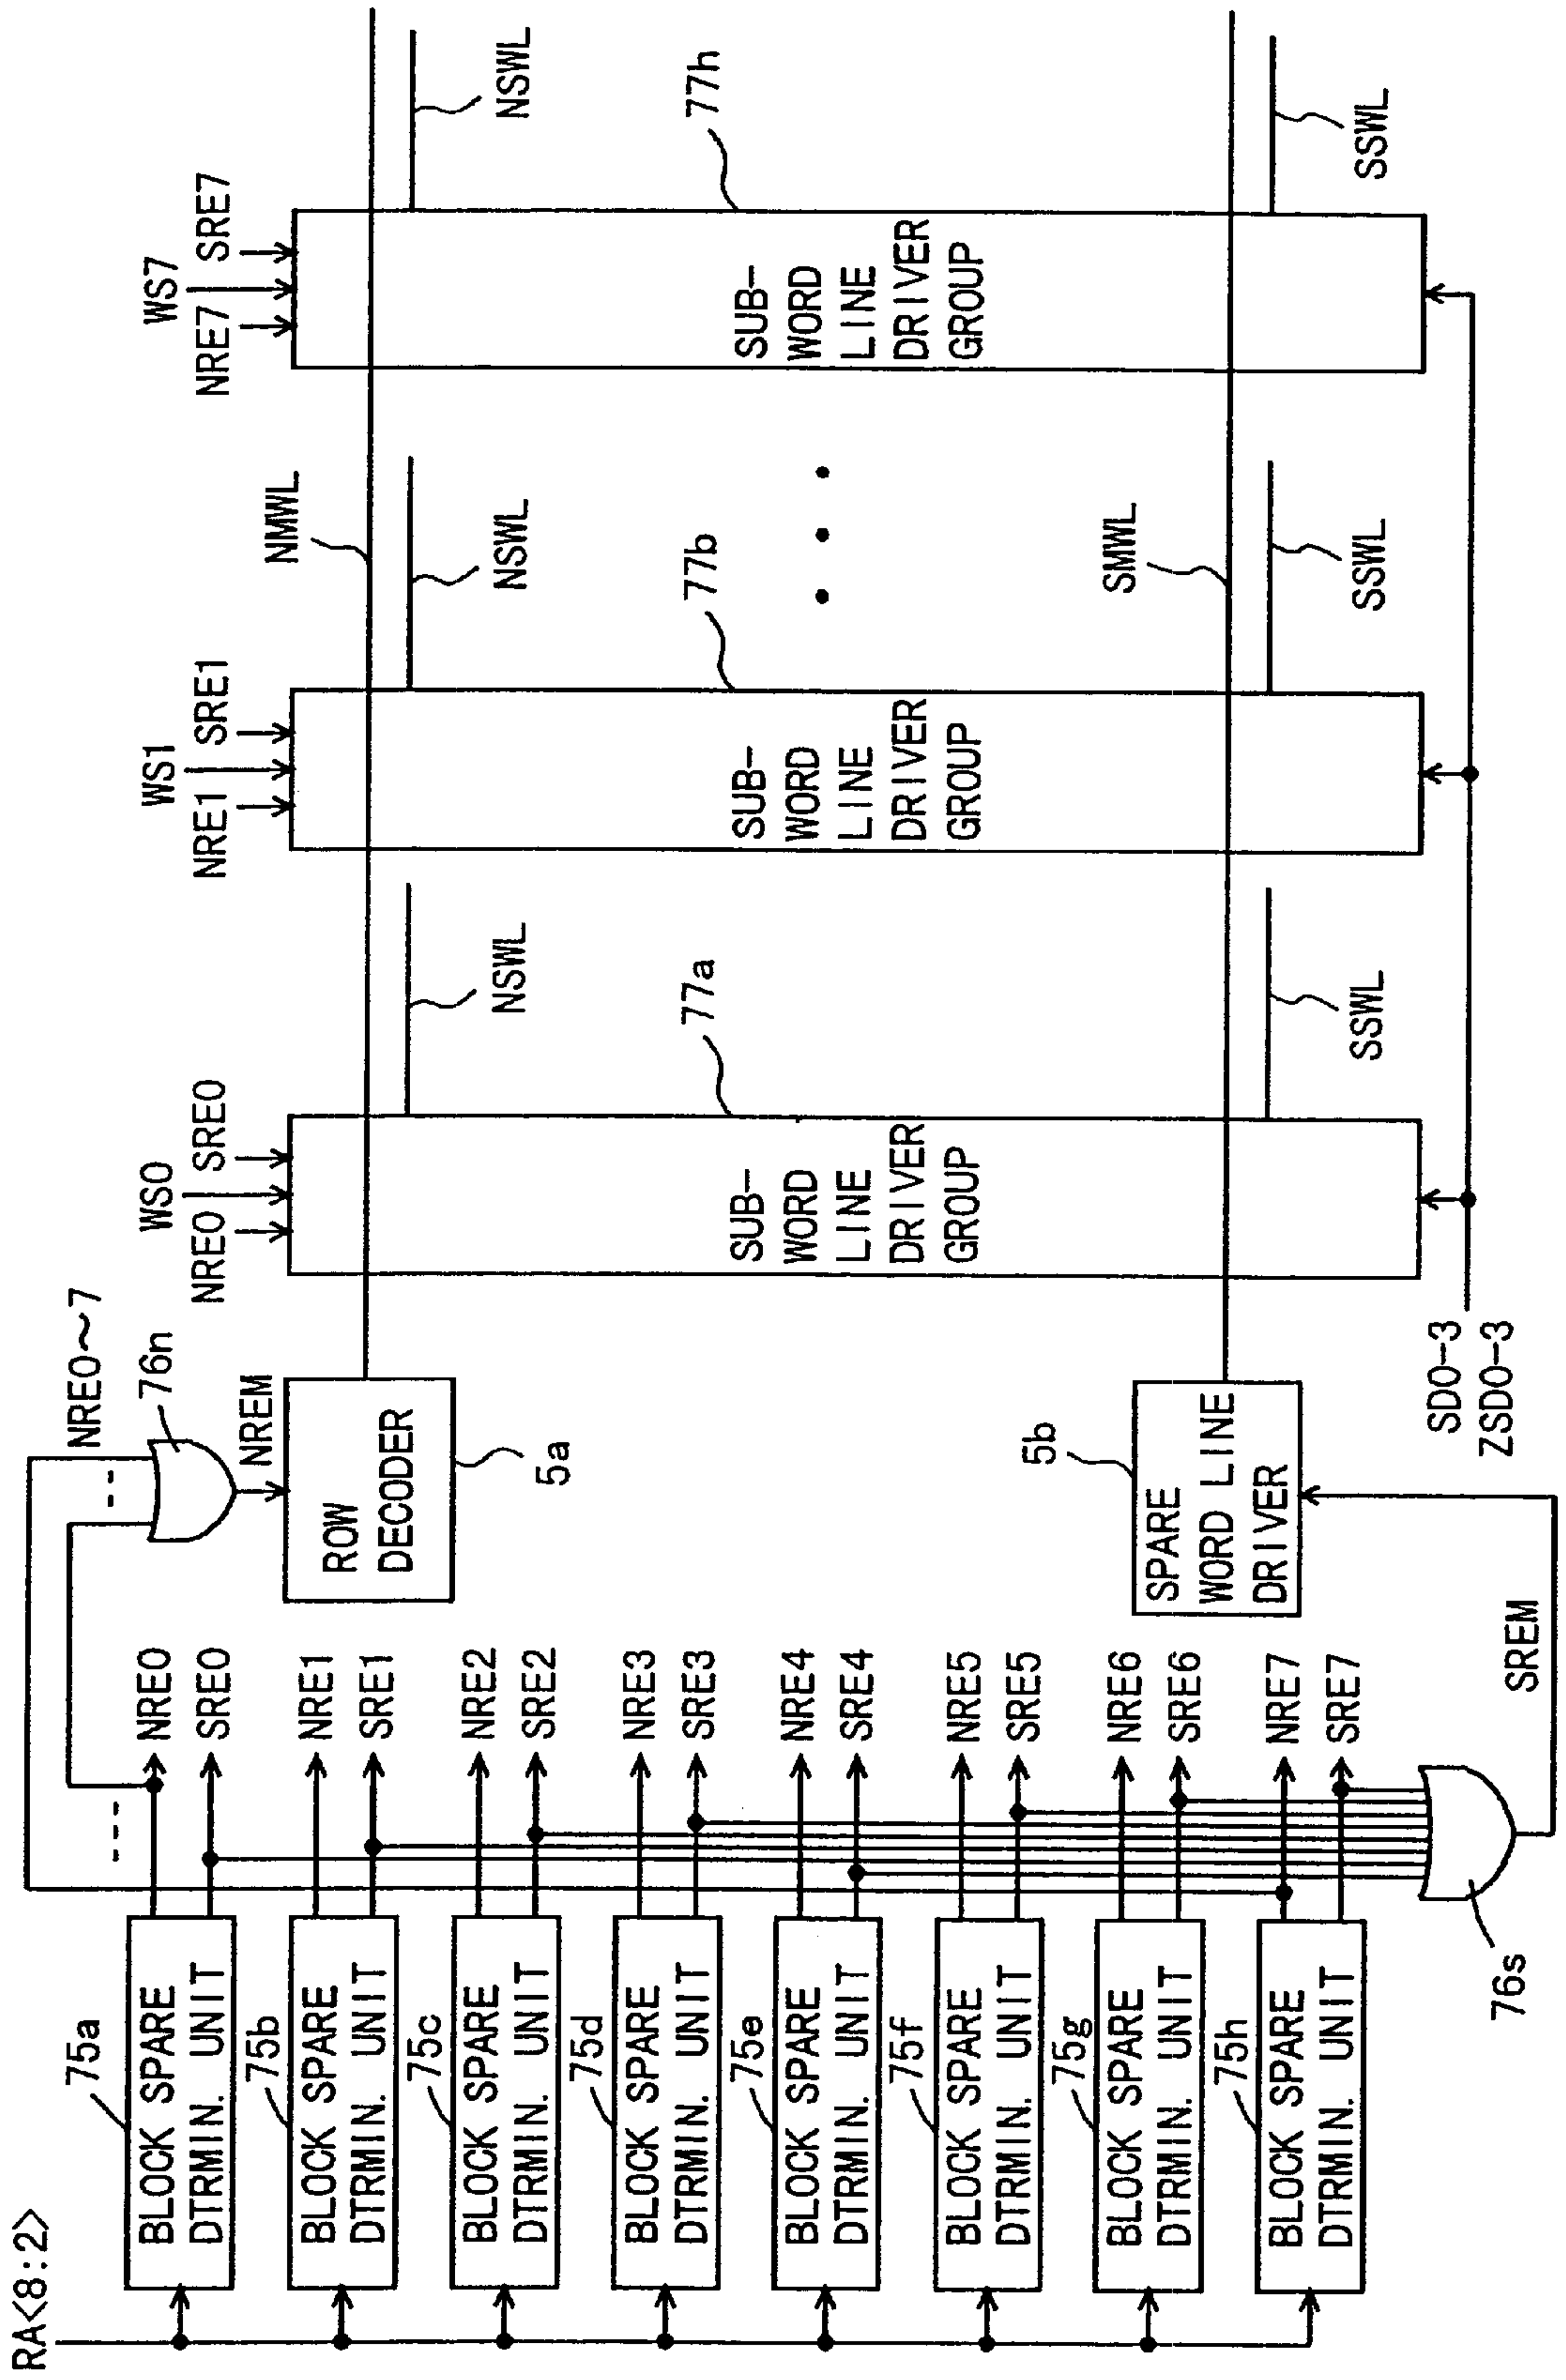 RA<8:2>
75a
BLOCK SPARE
DTRMIN. UNIT
NRE0
SRE0
75b
BLOCK SPARE
DTRMIN. UNIT
NRE1
SRE1
75c
BLOCK SPARE
DTRMIN. UNIT
NRE2
SRE2
75d
BLOCK SPARE
DTRMIN. UNIT
NRE3
SRE3
75e
BLOCK SPARE
DTRMIN. UNIT
NRE4
SRE4
75f
BLOCK SPARE
DTRMIN. UNIT
NRE5
SRE5
75g
BLOCK SPARE
DTRMIN. UNIT
NRE6
SRE6
75h
BLOCK SPARE
DTRMIN. UNIT
NRE7
SRE7
76s
SREM
NRE0~7
76n
NREM
ROW
DECODER
5a
5b
SPARE
WORD LINE
DRIVER
SD0-3
ZSD0-3
WS0
NRE0 SRE0
SUB-
WORD
LINE
DRIVER
GROUP
77a
NSWL
SSWL
WS1
NRE1 SRE1
SUB-
WORD
LINE
DRIVER
GROUP
77b
NMWL
NSWL
SMWL
SSWL
WS7
NRE7 SRE7
SUB-
WORD
LINE
DRIVER
GROUP
77h
NSWL
SSWL